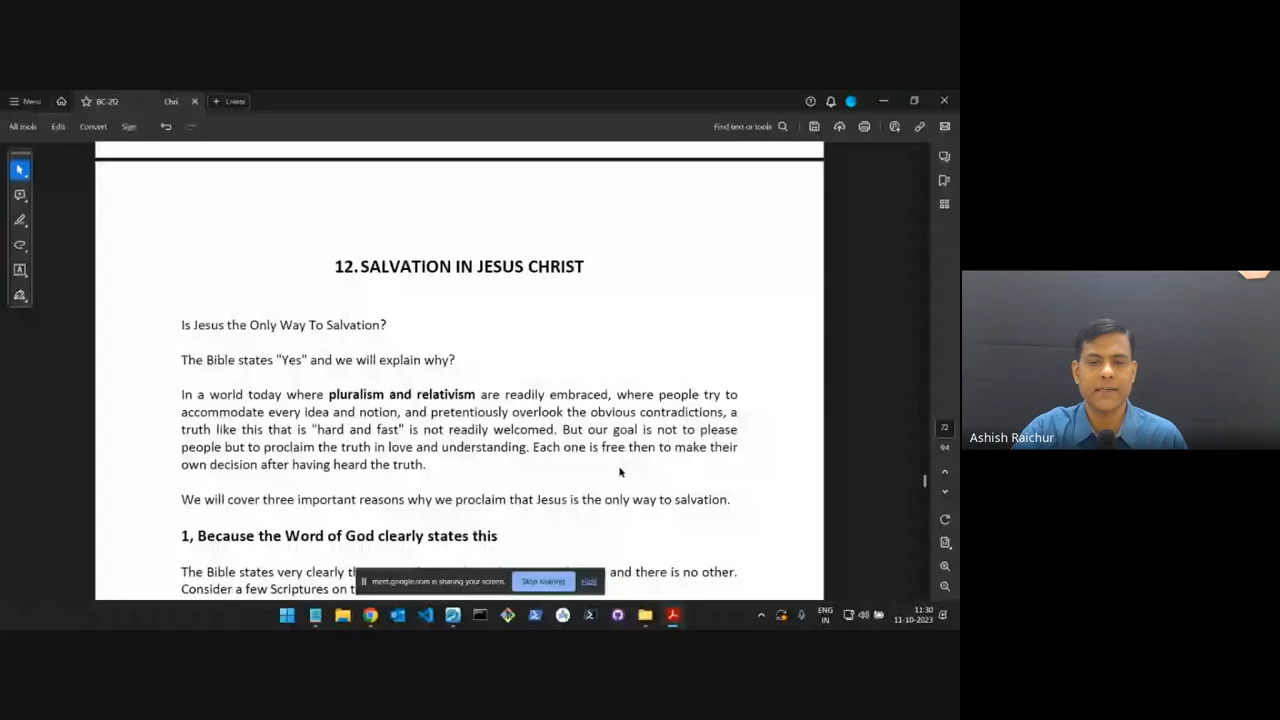 Menu
BC-212
Chri
Create
All tools
Edit
Convert
Sign
Find text or tools
12. SALVATION IN JESUS CHRIST
Is Jesus the Only Way To Salvation?
The Bible states "Yes" and we will explain why?
In a world today where pluralism and relativism are readily embraced, where people try to
accommodate every idea and notion, and pretentiously overlook the obvious contradictions, a
truth like this that is "hard and fast" is not readily welcomed. But our goal is not to please
people but to proclaim the truth in love and understanding. Each one is free then to make their
own decision after having heard the truth.
We will cover three important reasons why we proclaim that Jesus is the only way to salvation.
1, Because the Word of God clearly states this
The Bible states very clearly th
and there is no other.
Consider a few Scriptures on t
meet.google.com is sharing your screen.
Stop sharing
Hide
72
94
ENG
IN
11:30
11-10-2023
Ashish Raichur